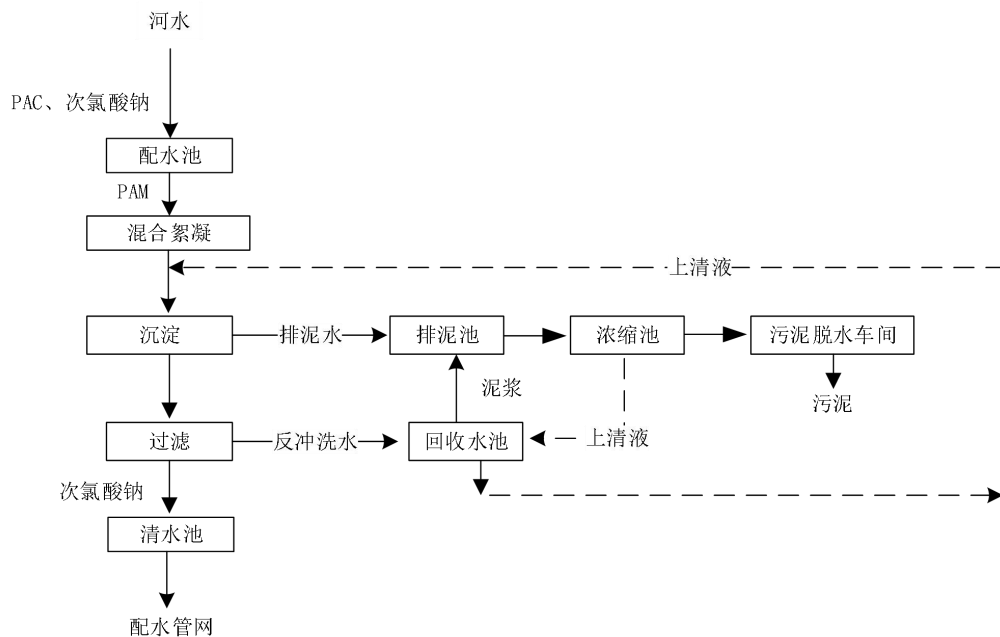 河水
PAC、次氯酸钠
配水池
PAM
混合絮凝
上清液
沉淀
排泥水
排泥池
浓缩池
污泥脱水车间
泥浆
污泥
过滤
反冲洗水
回收水池
上清液
次氯酸钠
清水池
配水管网